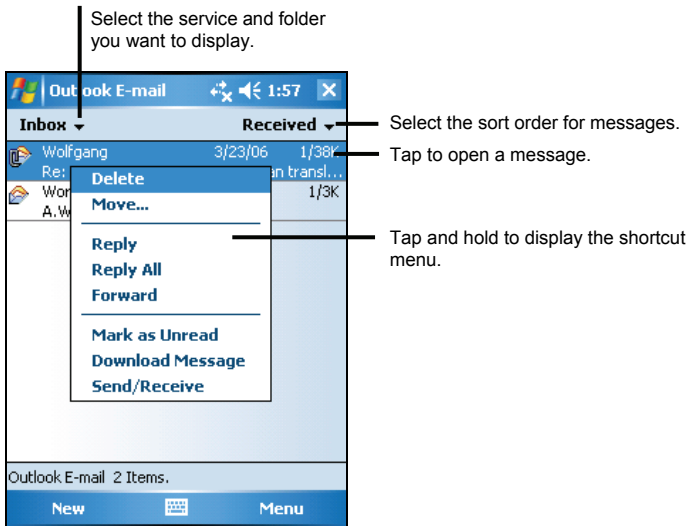 Select the service and folder
you want to display.
Outlook E-mail 1:57
Inbox Received
Select the sort order for messages.
Wolfgang 3/23/06 1/38K
Tap to open a message.
Re: an transl...
Wor 1/3K
A.W
Delete
Move...
Reply
Tap and hold to display the shortcut
menu.
Reply All
Forward
Mark as Unread
Download Message
Send/Receive
Outlook E-mail 2 Items.
New Menu